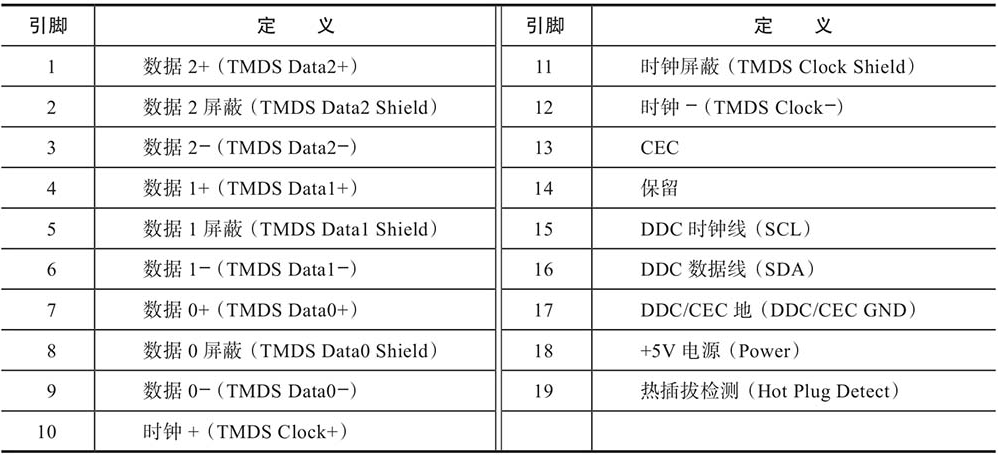 引脚 定义 引脚 定义
1 数据 2+（TMDS Data2+） 11 时钟屏蔽（TMDS Clock Shield）
2 数据 2 屏蔽（TMDS Data2 Shield） 12 时钟 −（TMDS Clock−）
3 数据 2−（TMDS Data2−） 13 CEC
4 数据 1+（TMDS Data1+） 14 保留
5 数据 1 屏蔽（TMDS Data1 Shield） 15 DDC 时钟线（SCL）
6 数据 1−（TMDS Data1−） 16 DDC 数据线（SDA）
7 数据 0+（TMDS Data0+） 17 DDC/CEC 地（DDC/CEC GND）
8 数据 0 屏蔽（TMDS Data0 Shield） 18 +5V 电源（Power）
9 数据 0−（TMDS Data0−） 19 热插拔检测（Hot Plug Detect）
10 时钟 +（TMDS Clock+）